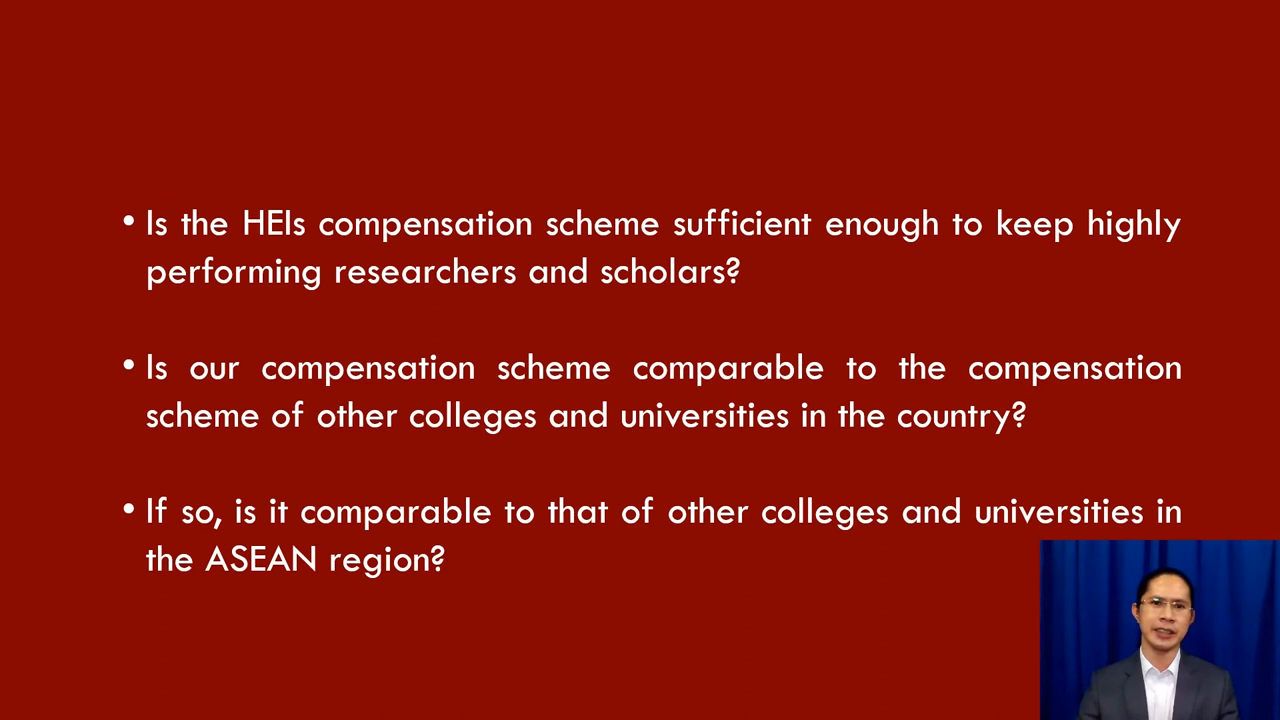 • Is the HEIs compensation scheme sufficient enough to keep highly
performing researchers and scholars?
• Is our compensation scheme comparable to the compensation
scheme of other colleges and universities in the country?
• If so, is it comparable to that of other colleges and universities in
the ASEAN region?